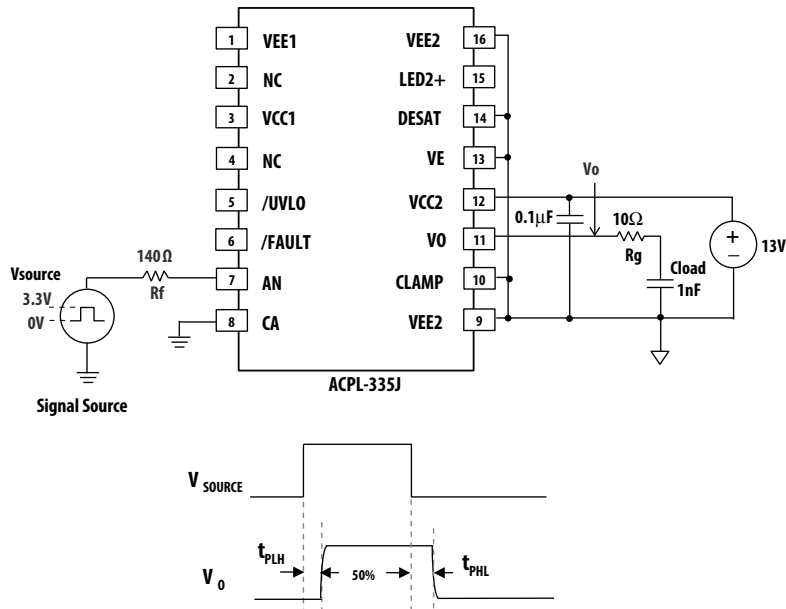 1 VEE1 VEE2 16
2 NC LED2+ 15
3 VCC1 DESAT 14
4 NC VE 13
5 /UVLO VCC2 12
6 /FAULT VO 11
7 AN CLAMP 10
8 CA VEE2 9
ACPL-335J
Vsource
3.3V
0V
140Ω
Rf
Signal Source
Vo
0.1μF
10Ω
Rg
Cload
1nF
+
−
13V
V SOURCE
V O
tPLH
50%
tPHL